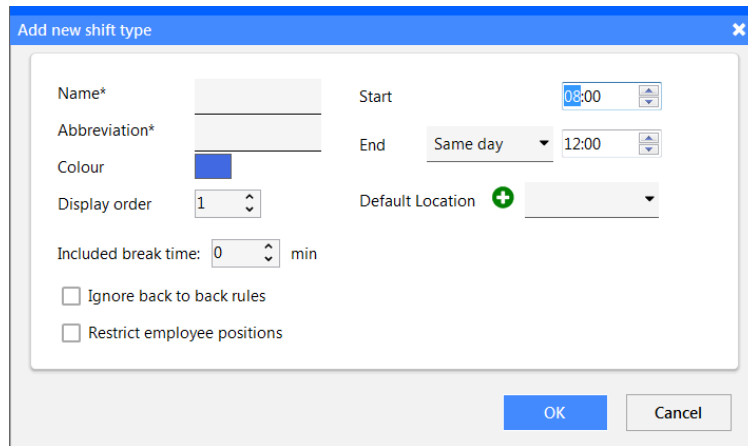 Add new shift type
Name*
Abbreviation*
Colour
Display order 1
Included break time: 0 min
Ignore back to back rules
Restrict employee positions
Start 08:00
End Same day 12:00
Default Location
OK Cancel